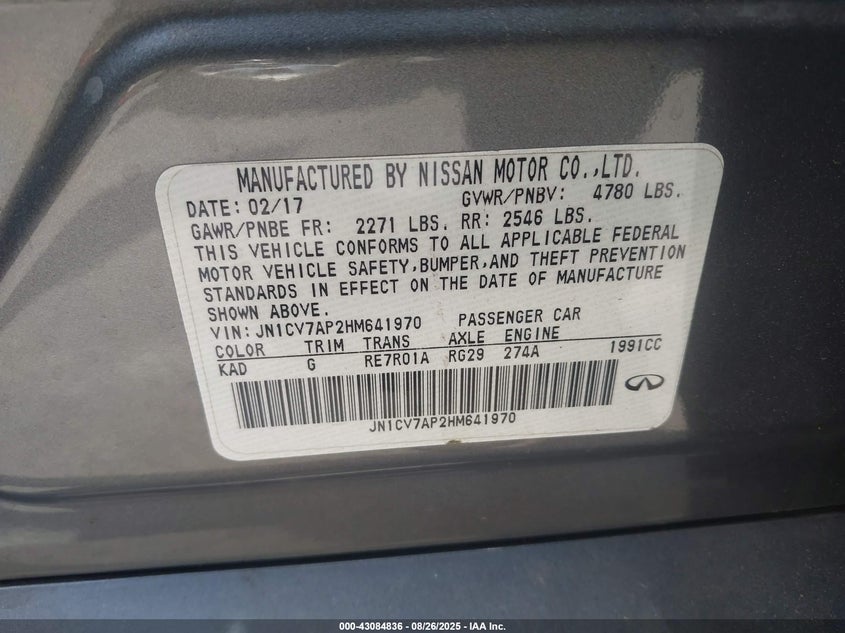 MANUFACTURED BY NISSAN MOTOR CO.,LTD.
DATE: 02/17 GVWR/PNBV: 4780 LBS.
GAWR/PNBE FR: 2271 LBS. RR: 2546 LBS.
THIS VEHICLE CONFORMS TO ALL APPLICABLE FEDERAL
MOTOR VEHICLE SAFETY,BUMPER,AND THEFT PREVENTION
STANDARDS IN EFFECT ON THE DATE OF MANUFACTURE
SHOWN ABOVE.
VIN: JN1CV7AP2HM641970 PASSENGER CAR
COLOR TRIM TRANS AXLE ENGINE
KAD G RE7R01A RG29 274A 1991CC
JN1CV7AP2HM641970
000-43084836 - 08/26/2025 - IAA Inc.